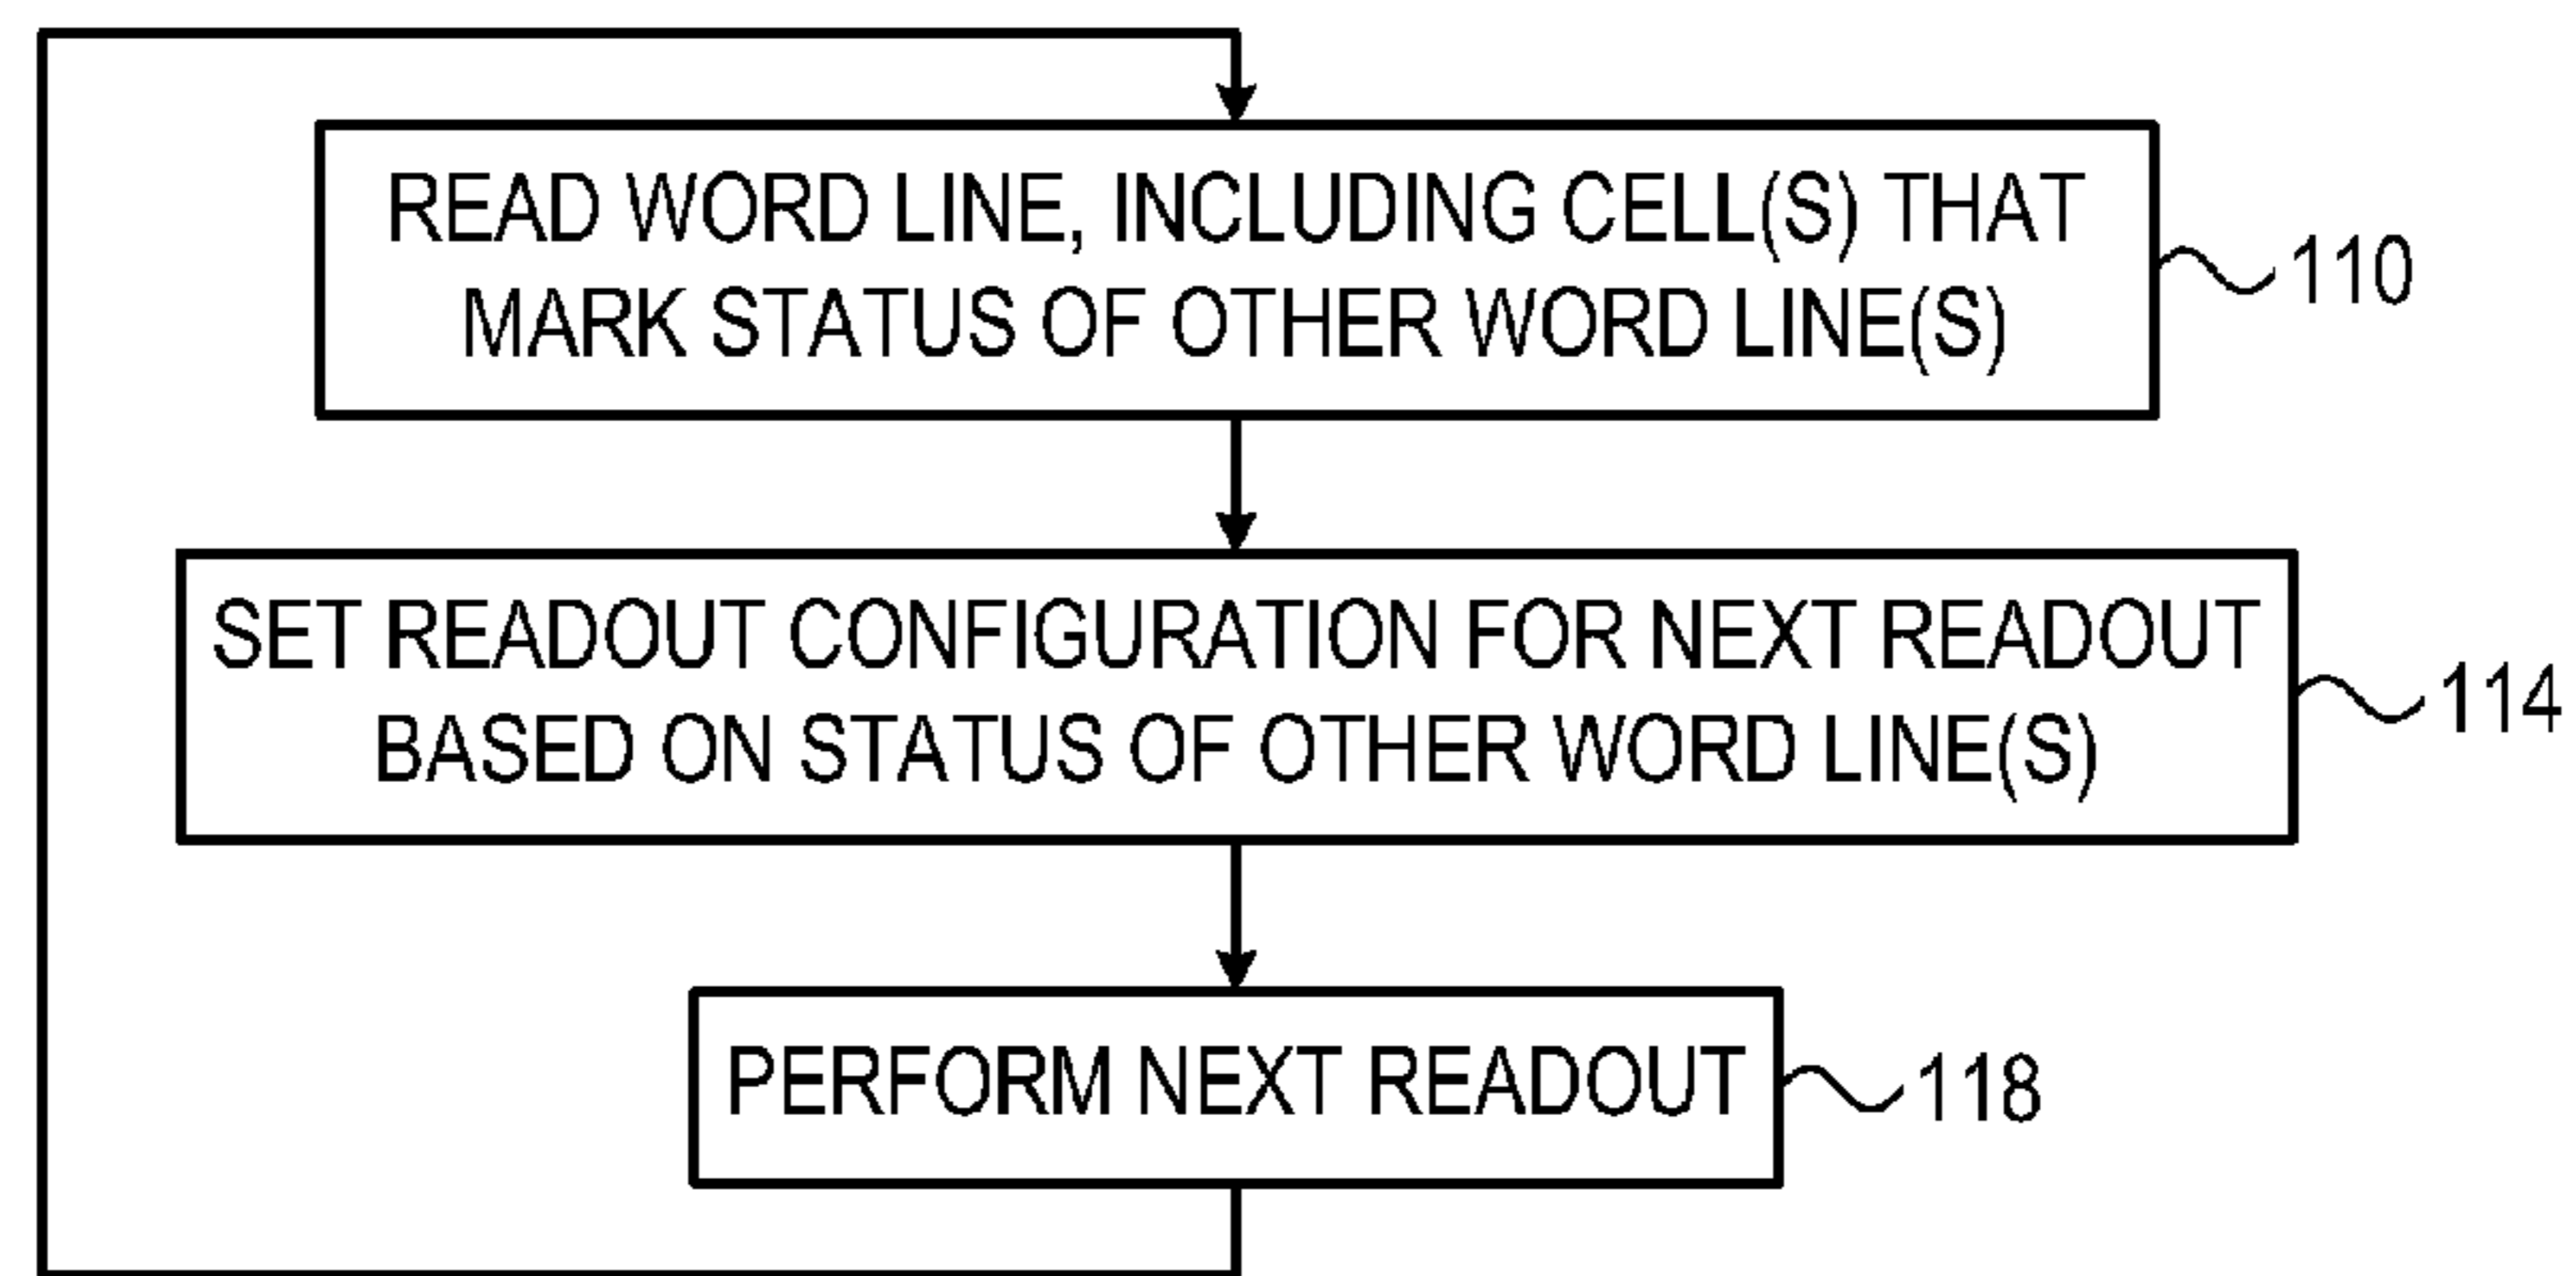 READ WORD LINE, INCLUDING CELL(S) THAT
MARK STATUS OF OTHER WORD LINE(S)
110
SET READOUT CONFIGURATION FOR NEXT READOUT
BASED ON STATUS OF OTHER WORD LINE(S)
114
PERFORM NEXT READOUT
118